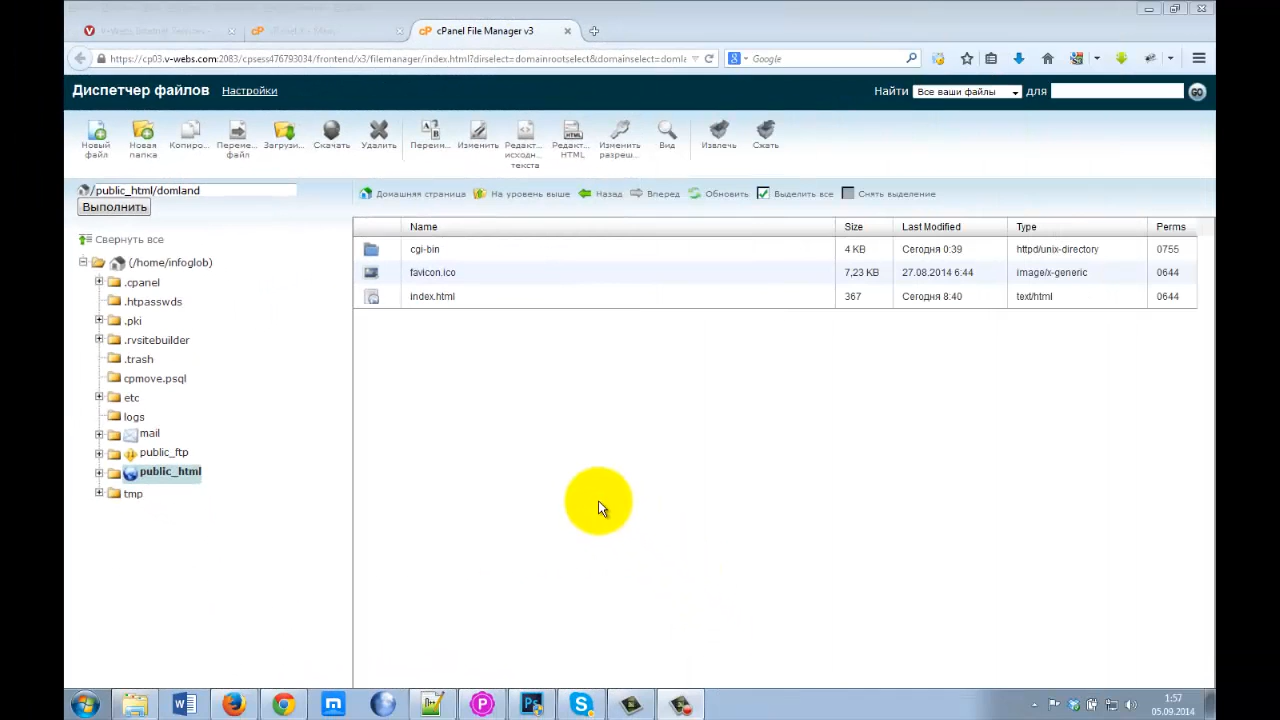 cPanel File Manager v3
https://cp03.v-webs.com:2083/cpsess476793034/frontend/x3/filemanager/index.html?dirselect=domainrootselect&domainselect=domla
Google
Диспетчер файлов
Настройки
Найти
Все ваши файлы
для
GO
Новый файл
Новая папка
Копиро...
Переме... файл
Загрузи...
Скачать
Удалить
Переим...
Изменить
Редакт... исходн... текста
Редакт... HTML
Изменить разреш...
Вид
Извлечь
Сжать
/public_html/domland
Выполнить
Домашняя страница
На уровень выше
Назад
Вперед
Обновить
Выделить все
Снять выделение
Свернуть все
(/home/infoglob)
.cpanel
.htpasswds
.pki
.rvsitebuilder
.trash
cpmove.psql
etc
logs
mail
public_ftp
public_html
tmp
Name Size Last Modified Type Perms
cgi-bin 4 KB Сегодня 0:39 httpd/unix-directory 0755
favicon.ico 7,23 KB 27.08.2014 6:44 image/x-generic 0644
index.html 367 Сегодня 8:40 text/html 0644
1:57
05.09.2014